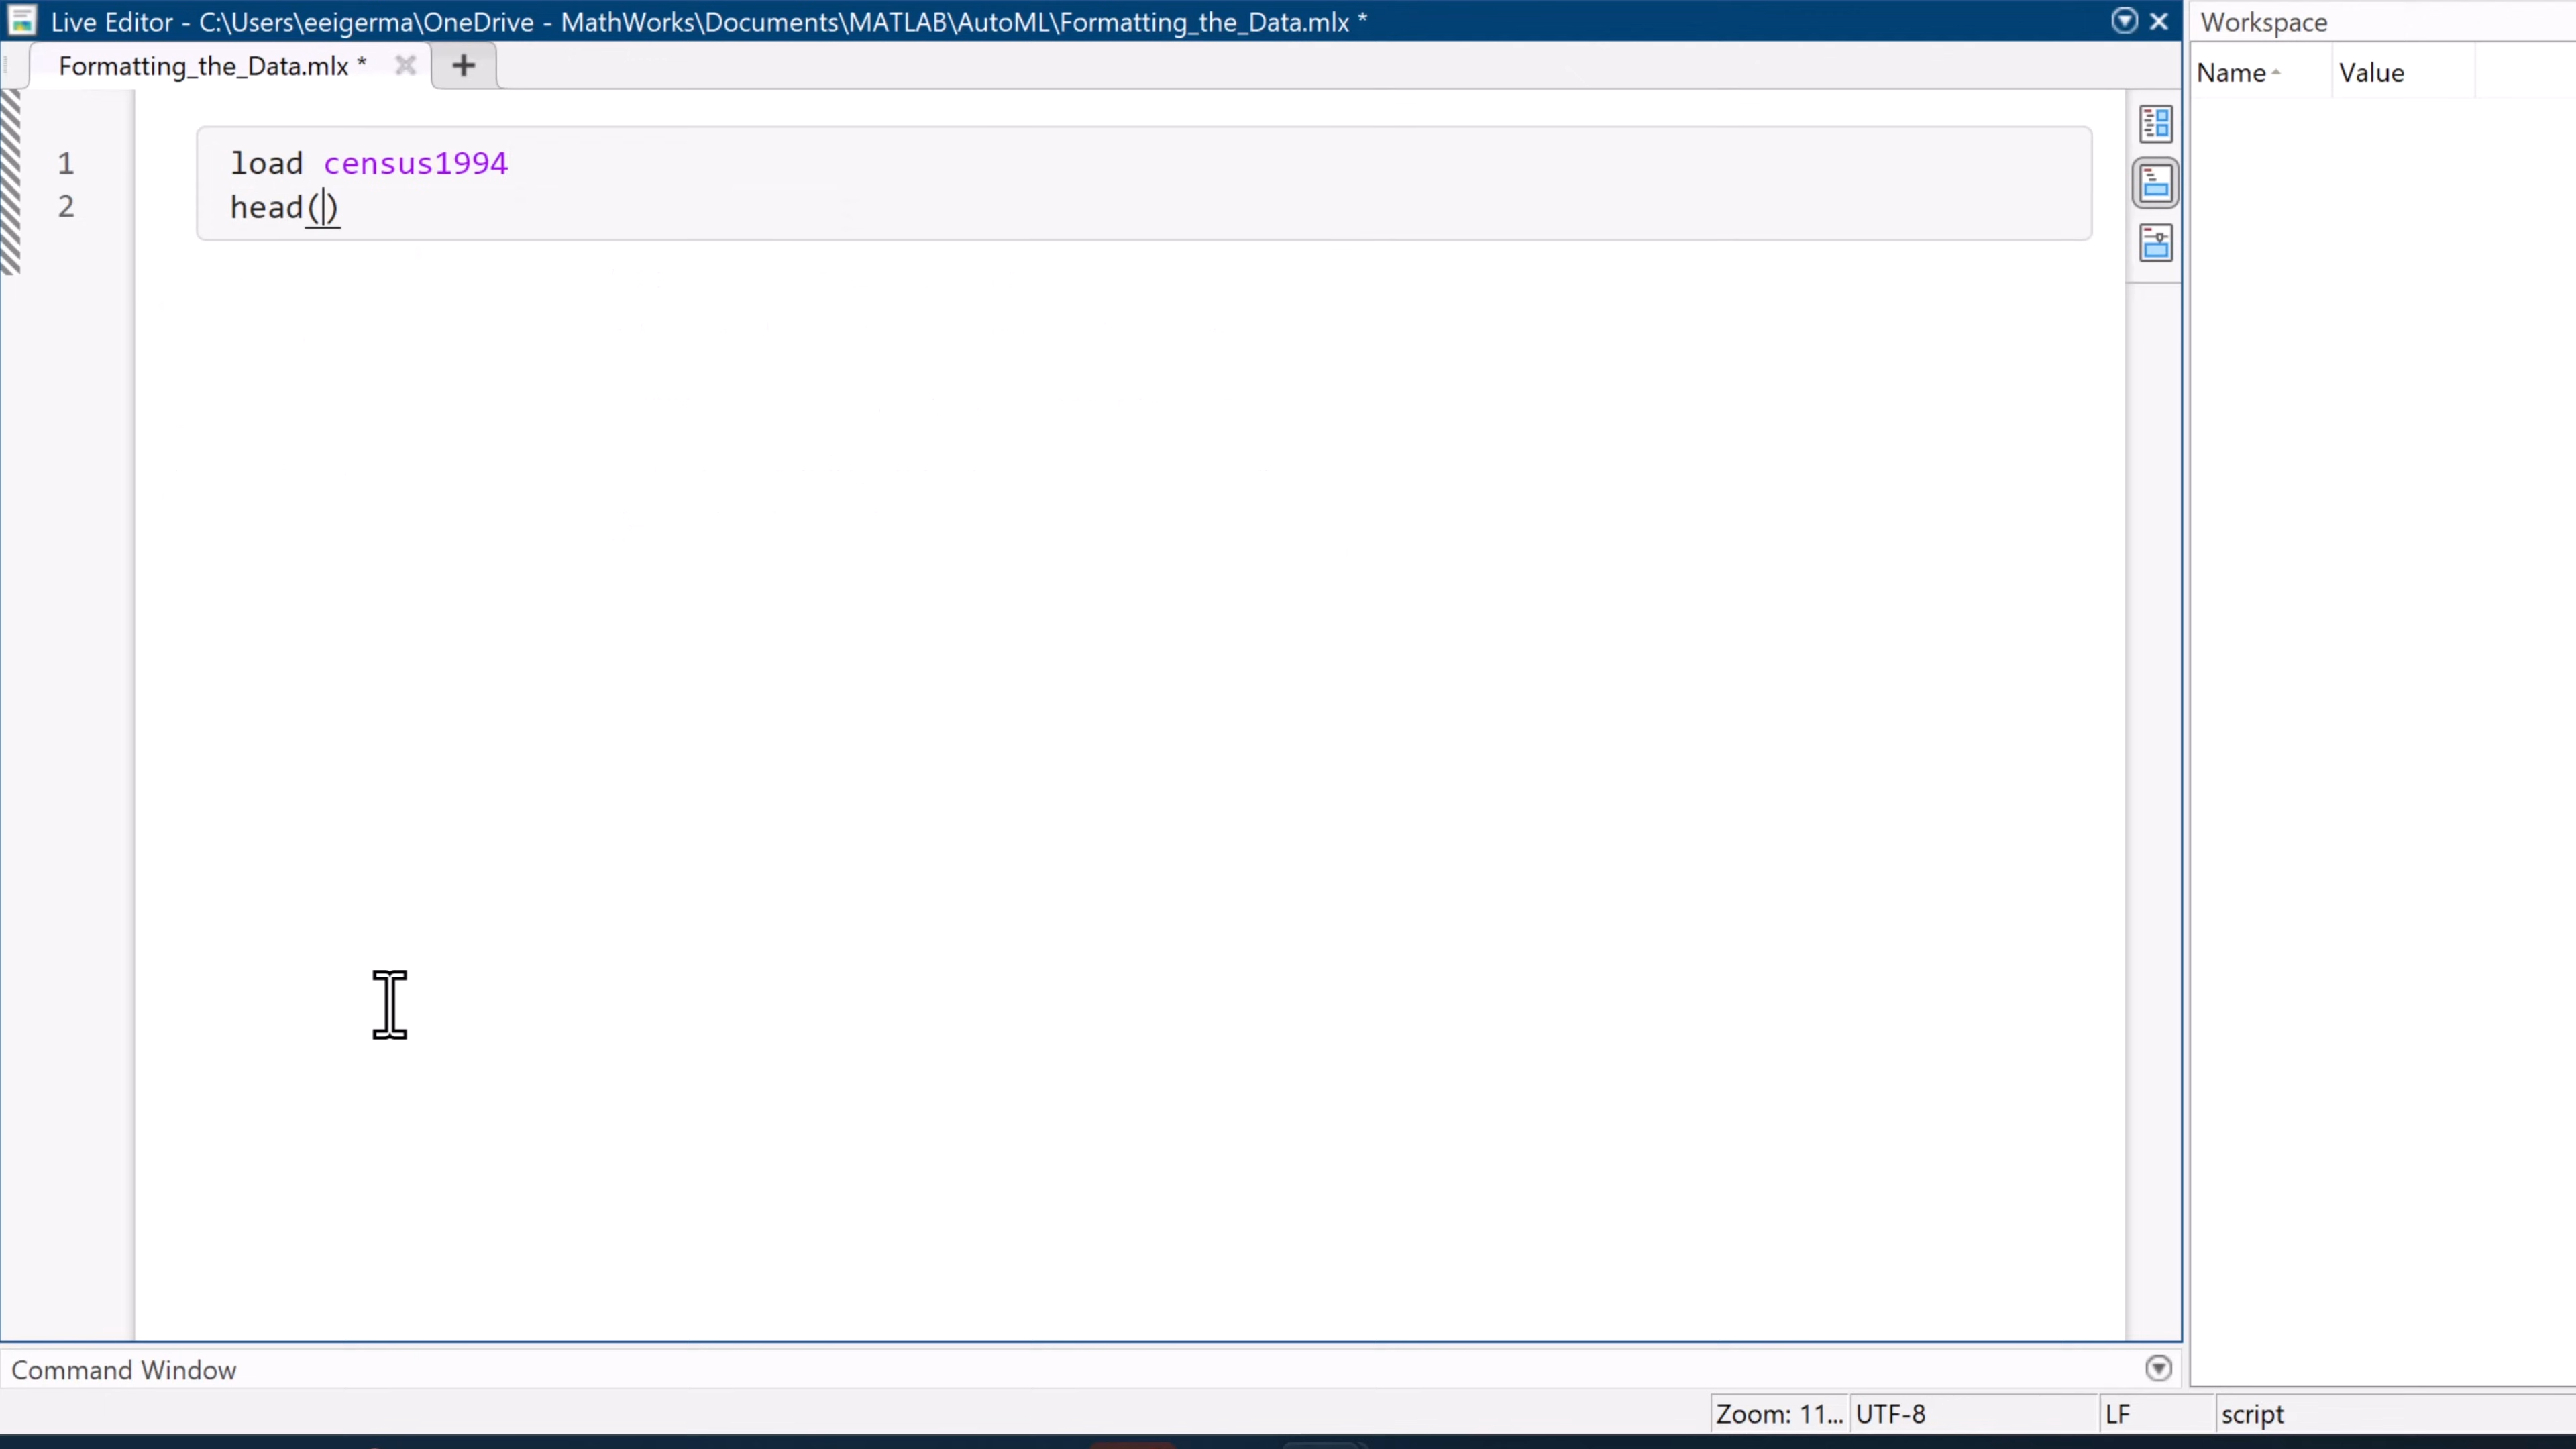 Live Editor - C:\Users\eeigerma\OneDrive - MathWorks\Documents\MATLAB\AutoML\Formatting_the_Data.mlx *
Workspace
Formatting_the_Data.mlx *
Name
Value
1 load census1994
2 head()
Command Window
Zoom: 11...
UTF-8
LF
script